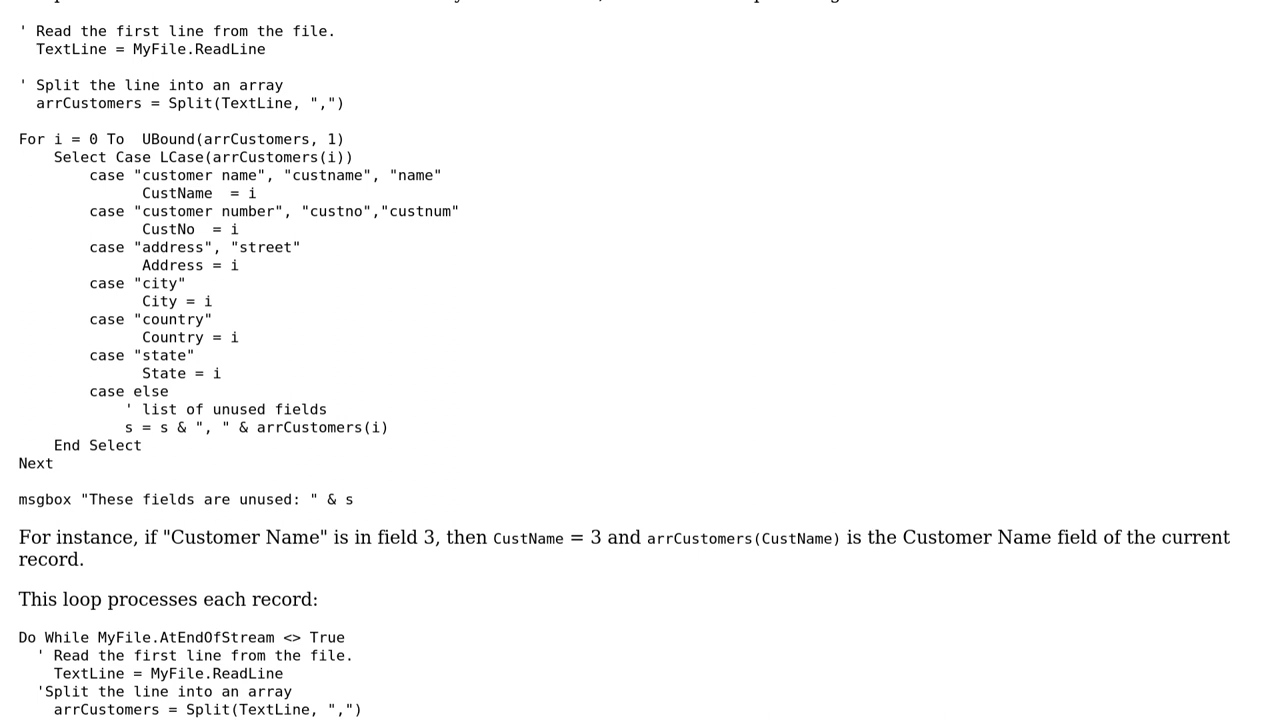 ' Read the first line from the file.
  TextLine = MyFile.ReadLine

' Split the line into an array
  arrCustomers = Split(TextLine, ",")

For i = 0 To  UBound(arrCustomers, 1)
    Select Case LCase(arrCustomers(i))
        case "customer name", "custname", "name"
              CustName  = i
        case "customer number", "custno","custnum"
              CustNo  = i
        case "address", "street"
              Address = i
        case "city"
              City = i
        case "country"
              Country = i
        case "state"
              State = i
        case else
            ' list of unused fields
            s = s & ", " & arrCustomers(i)
    End Select
Next

msgbox "These fields are unused: " & s

For instance, if "Customer Name" is in field 3, then CustName = 3 and arrCustomers(CustName) is the Customer Name field of the current
record.

This loop processes each record:

Do While MyFile.AtEndOfStream <> True
  ' Read the first line from the file.
    TextLine = MyFile.ReadLine
  'Split the line into an array
    arrCustomers = Split(TextLine, ",")